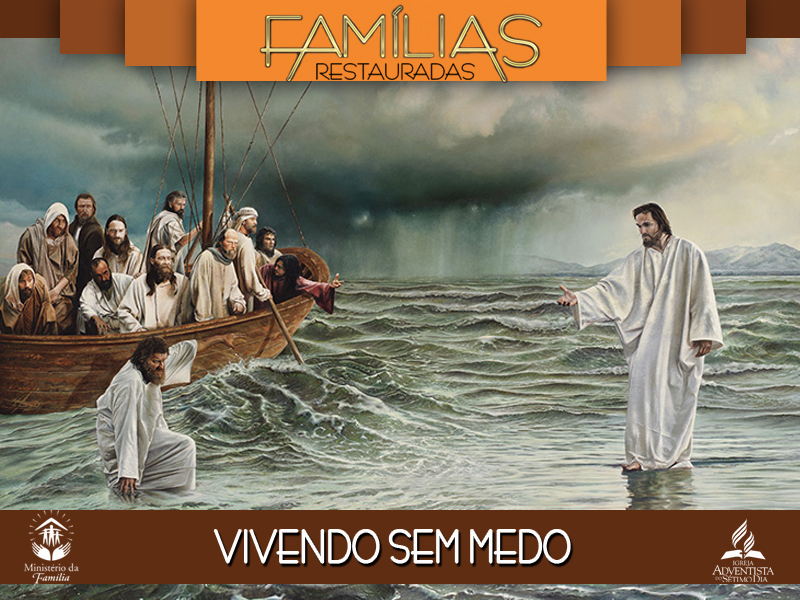 FAMÍLIAS
RESTAURADAS
VIVENDO SEM MEDO
Ministério da
Família
IGREJA
ADVENTISTA
DO SÉTIMO DIA